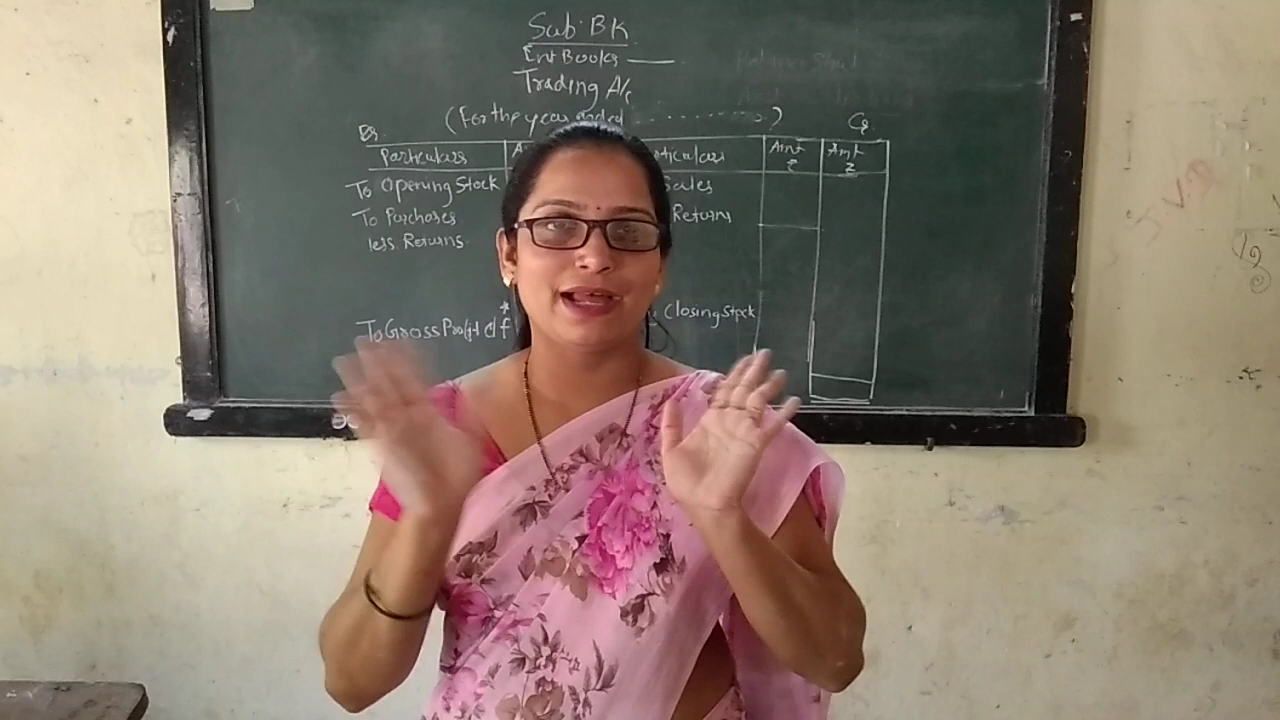 Sub. BK
Ent Books
Trading A/c
(For the year ended ............)
Dr. Cr.
Particulars Amt ₹ Amt ₹
To Opening Stock Sales
To Purchases Returns
less Returns
Closing Stock
To Gross Profit c/f
J.V.R